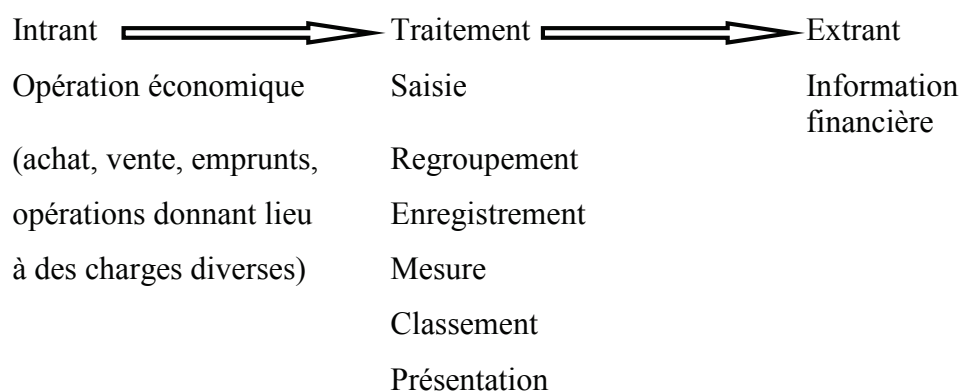 Intrant Traitement Extrant
Opération économique Saisie Information
financière
(achat, vente, emprunts, Regroupement
opérations donnant lieu Enregistrement
à des charges diverses) Mesure
Classement
Présentation